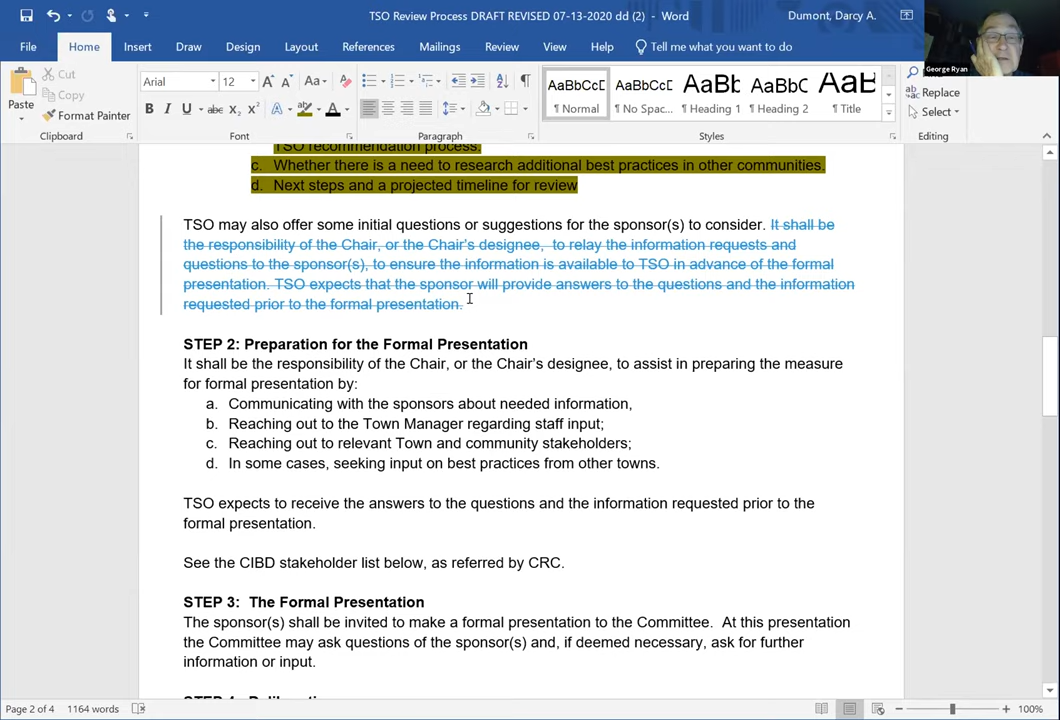 TSO Review Process DRAFT REVISED 07-13-2020 dd (2) - Word
Dumont, Darcy A.
George Ryan
File Home Insert Draw Design Layout References Mailings Review View Help Tell me what you want to do
Paste
Cut
Copy
Format Painter
Clipboard
Arial 12
Font
Paragraph
AaBbCcD AaBbCcD AaBb( AaBbC AaBb
¶ Normal ¶ No Spac... ¶ Heading 1 ¶ Heading 2 ¶ Title
Styles
Replace
Select
Editing
TSO recommendation process.
c. Whether there is a need to research additional best practices in other communities.
d. Next steps and a projected timeline for review
TSO may also offer some initial questions or suggestions for the sponsor(s) to consider. It shall be
the responsibility of the Chair, or the Chair's designee, to relay the information requests and
questions to the sponsor(s), to ensure the information is available to TSO in advance of the formal
presentation. TSO expects that the sponsor will provide answers to the questions and the information
requested prior to the formal presentation.
STEP 2: Preparation for the Formal Presentation
It shall be the responsibility of the Chair, or the Chair's designee, to assist in preparing the measure
for formal presentation by:
a. Communicating with the sponsors about needed information,
b. Reaching out to the Town Manager regarding staff input;
c. Reaching out to relevant Town and community stakeholders;
d. In some cases, seeking input on best practices from other towns.
TSO expects to receive the answers to the questions and the information requested prior to the
formal presentation.
See the CIBD stakeholder list below, as referred by CRC.
STEP 3: The Formal Presentation
The sponsor(s) shall be invited to make a formal presentation to the Committee. At this presentation
the Committee may ask questions of the sponsor(s) and, if deemed necessary, ask for further
information or input.
STEP 4: Deliberation
Page 2 of 4 1164 words 100%